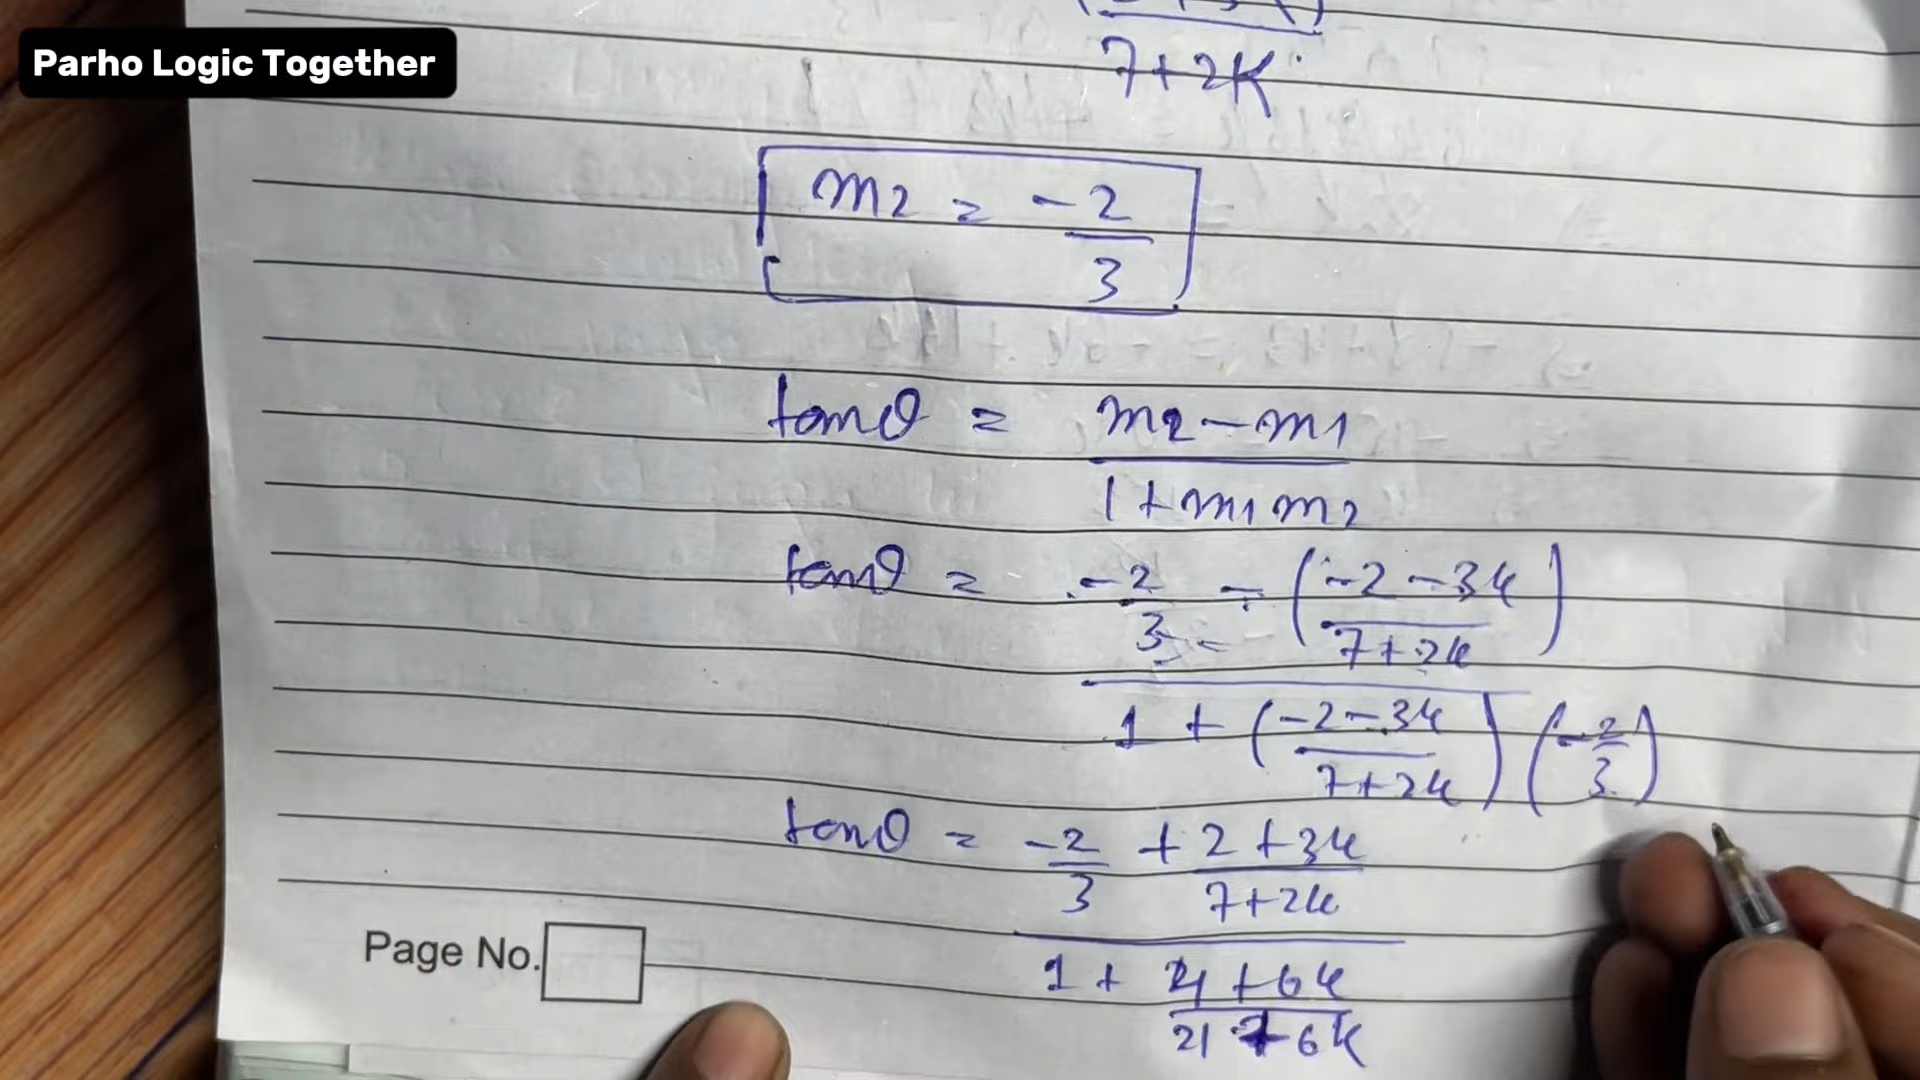 Parho Logic Together
7+2K
m2 = -2/3
tanθ = m2-m1
1+m1m2
tanθ = -2/3 - (-2-3k/7+2k)
1 + (-2-3k/7+2k)(-2/3)
tanθ = -2/3 + 2+3k/7+2k
1 + 4+6k/21+6k
Page No.